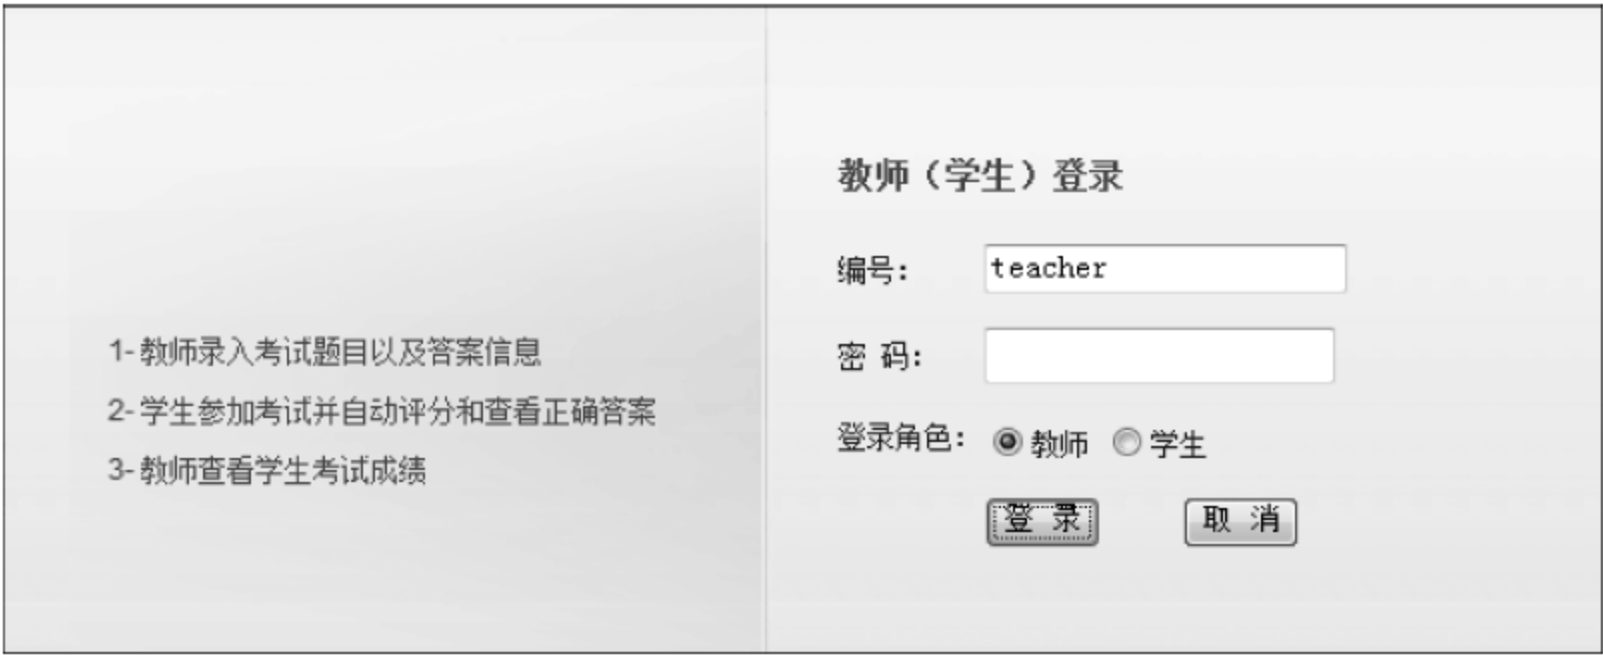 1- 教师录入考试题目以及答案信息
2- 学生参加考试并自动评分和查看正确答案
3- 教师查看学生考试成绩
教师（学生）登录
编号： teacher
密 码：
登录角色： 教师 学生
登 录 取 消